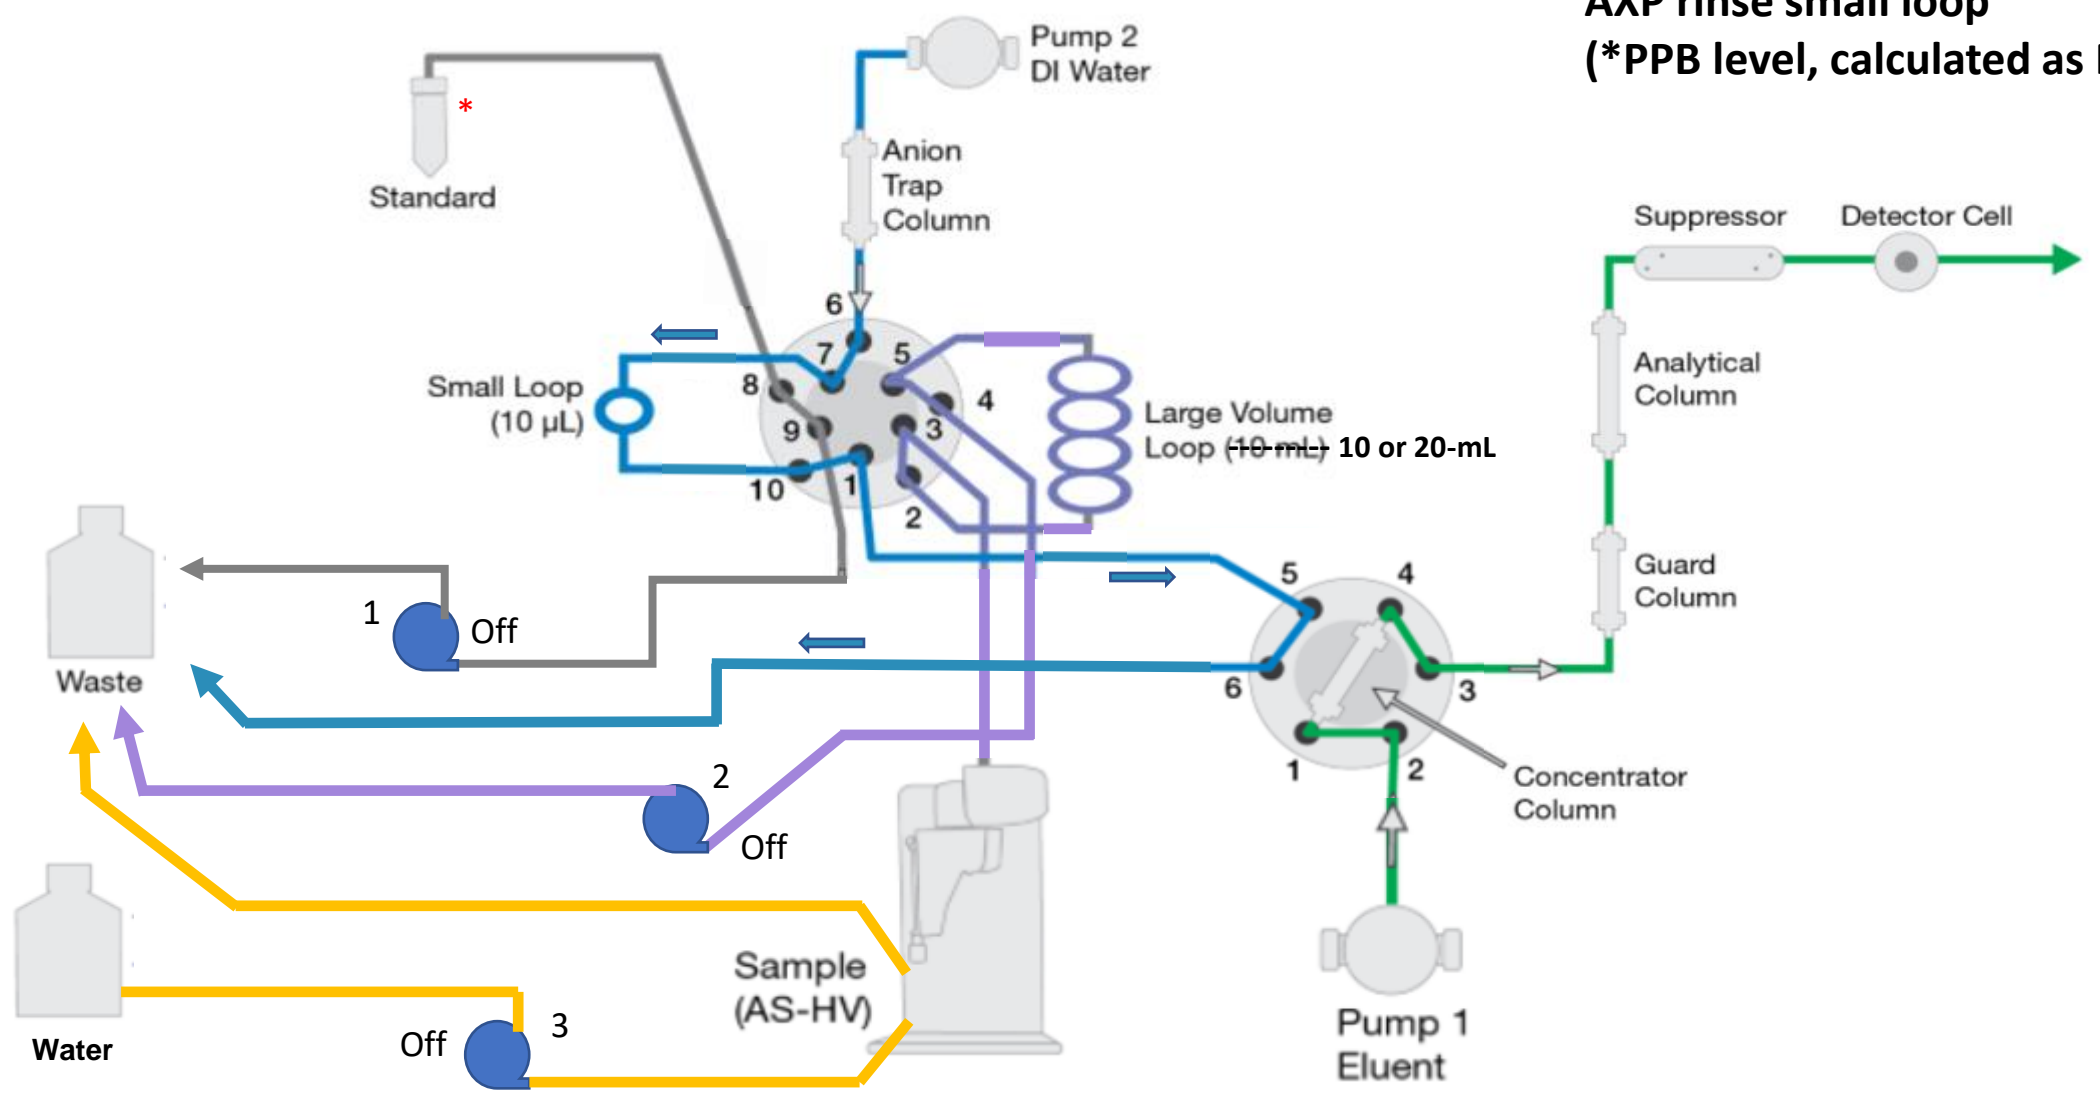 AXP rinse small loop
(*PPB level, calculated as
Pump 2
DI Water
*
Standard
Anion
Trap
Column
Suppressor
Detector Cell
6
7
5
8
4
9
3
10
1
2
Small Loop
(10 µL)
Large Volume
Loop (10 mL) 10 or 20-mL
Analytical
Column
Guard
Column
5
4
6
3
1
2
Concentrator
Column
Waste
1
Off
2
Off
Sample
(AS-HV)
Water
Off
3
Pump 1
Eluent